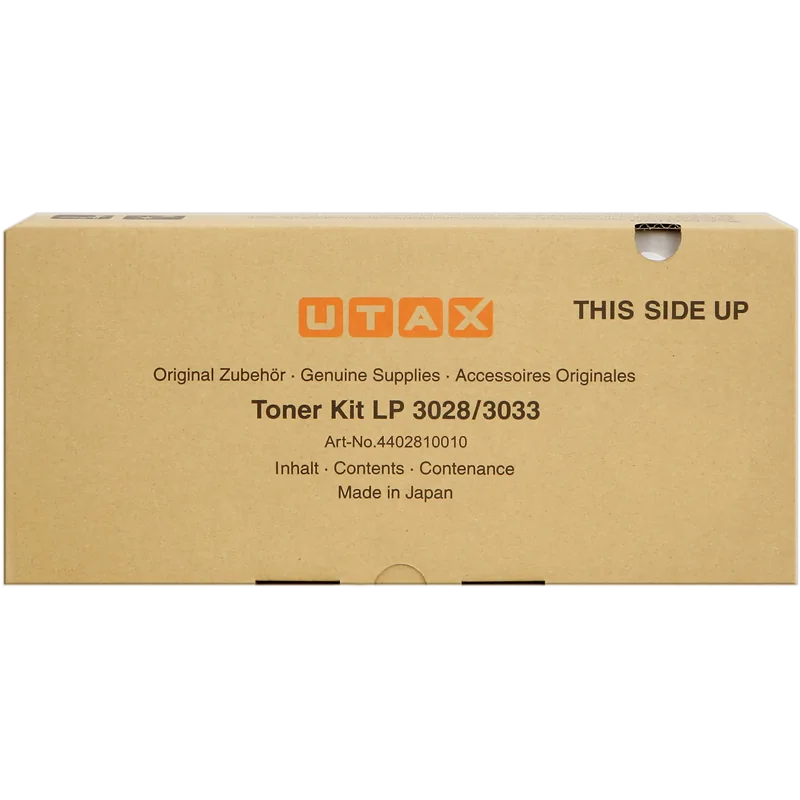 UTAX
THIS SIDE UP
Original Zubehör · Genuine Supplies · Accessoires Originales
Toner Kit LP 3028/3033
Art-No.4402810010
Inhalt · Contents · Contenance
Made in Japan